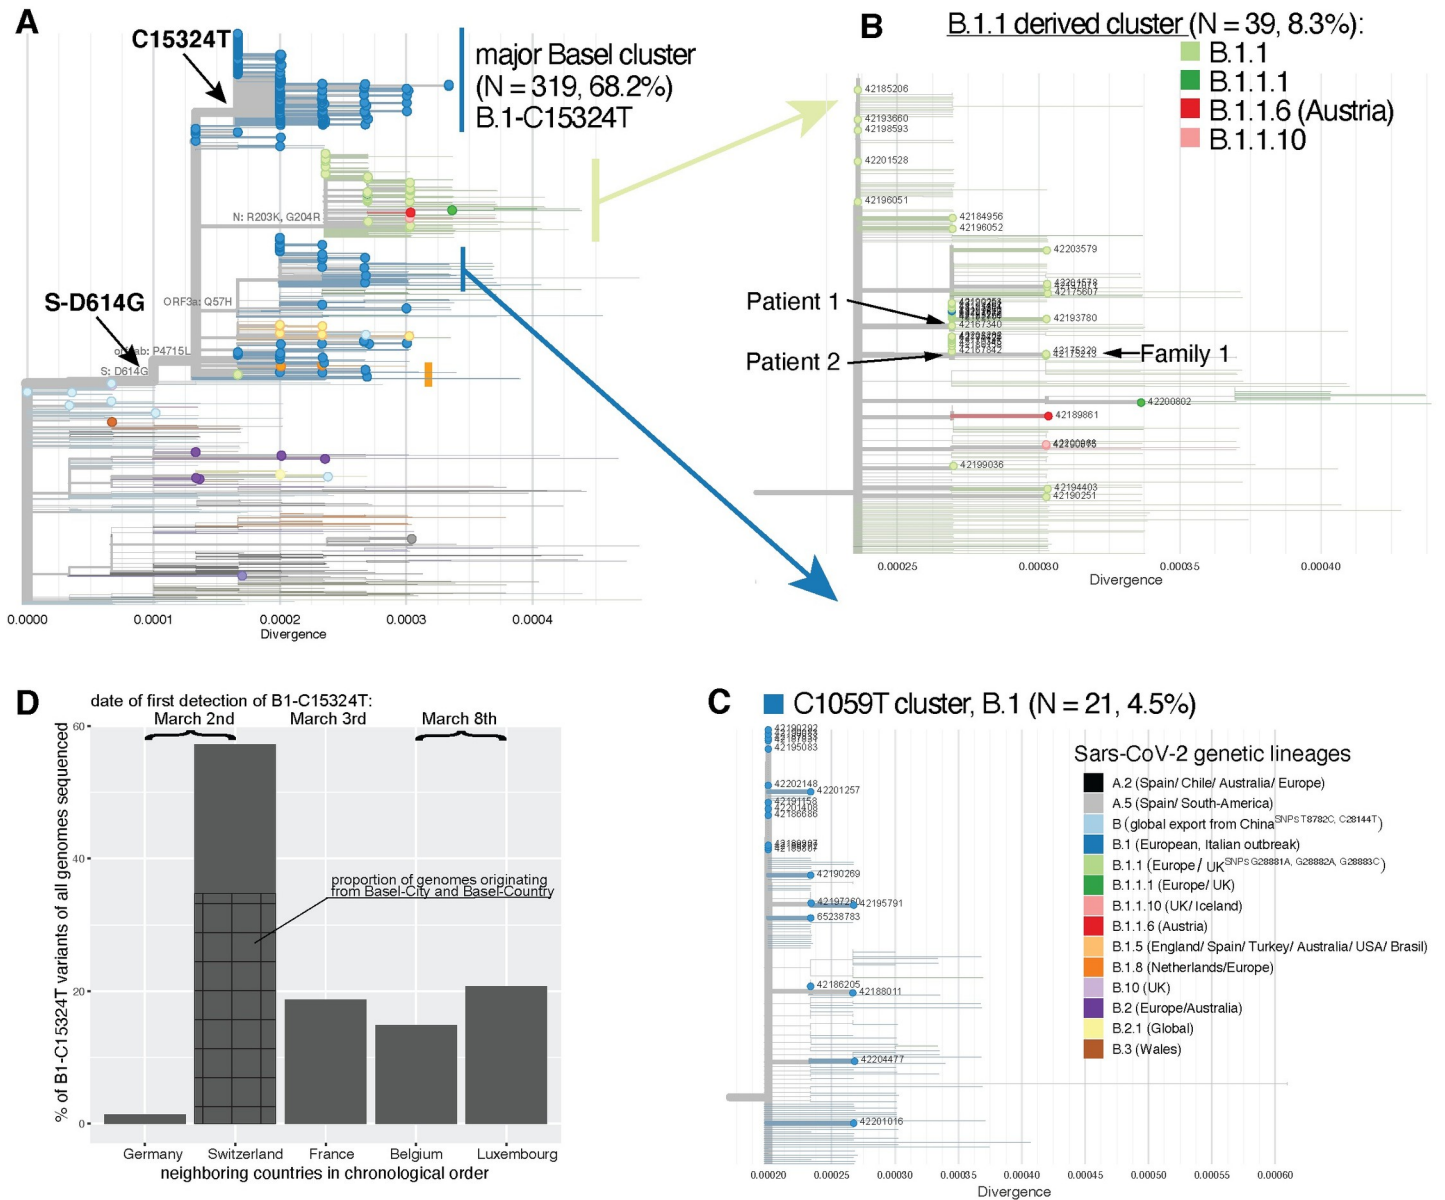 A
C15324T
major Basel cluster
(N = 319, 68.2%)
B.1-C15324T
N: R203K, G204R
ORF3a: Q57H
S-D614G
P4715L
S: D614G
0.0000 0.0001 0.0002 0.0003 0.0004
Divergence
B
B.1.1 derived cluster (N = 39, 8.3%):
B.1.1
B.1.1.1
B.1.1.6 (Austria)
B.1.1.10
42185206
42193660
42198593
42201528
42196051
42184956
42196052
42203579
42175607
Patient 1
42193780
42167340
Patient 2
42167842
Family 1
42200802
42189861
42199036
42194403
42190251
0.00025 0.00030 0.00035 0.00040
Divergence
D
date of first detection of B1-C15324T:
March 2nd March 3rd March 8th
% of B1-C15324T variants of all genomes sequenced
60
40
20
0
proportion of genomes originating
from Basel-City and Basel-Country
Germany Switzerland France Belgium Luxembourg
neighboring countries in chronological order
C
C1059T cluster, B.1 (N = 21, 4.5%)
42195083
42202148
42201257
42186686
42190269
42195791
65238783
42186205
42188011
42204477
42201016
0.00020 0.00025 0.00030 0.00035 0.00040 0.00045 0.00050 0.00055 0.00060
Divergence
Sars-CoV-2 genetic lineages
A.2 (Spain/ Chile/ Australia/ Europe)
A.5 (Spain/ South-America)
B (global export from China SNPs T8782C, C28144T)
B.1 (European, Italian outbreak)
B.1.1 (Europe/ UK SNPs G28881A, G28882A, G28883C)
B.1.1.1 (Europe/ UK)
B.1.1.10 (UK/ Iceland)
B.1.1.6 (Austria)
B.1.5 (England/ Spain/ Turkey/ Australia/ USA/ Brasil)
B.1.8 (Netherlands/Europe)
B.10 (UK)
B.2 (Europe/Australia)
B.2.1 (Global)
B.3 (Wales)